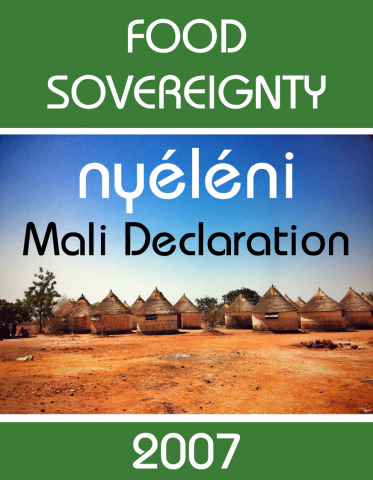 FOOD
SOVEREIGNTY
nyéléni
Mali Declaration
2007